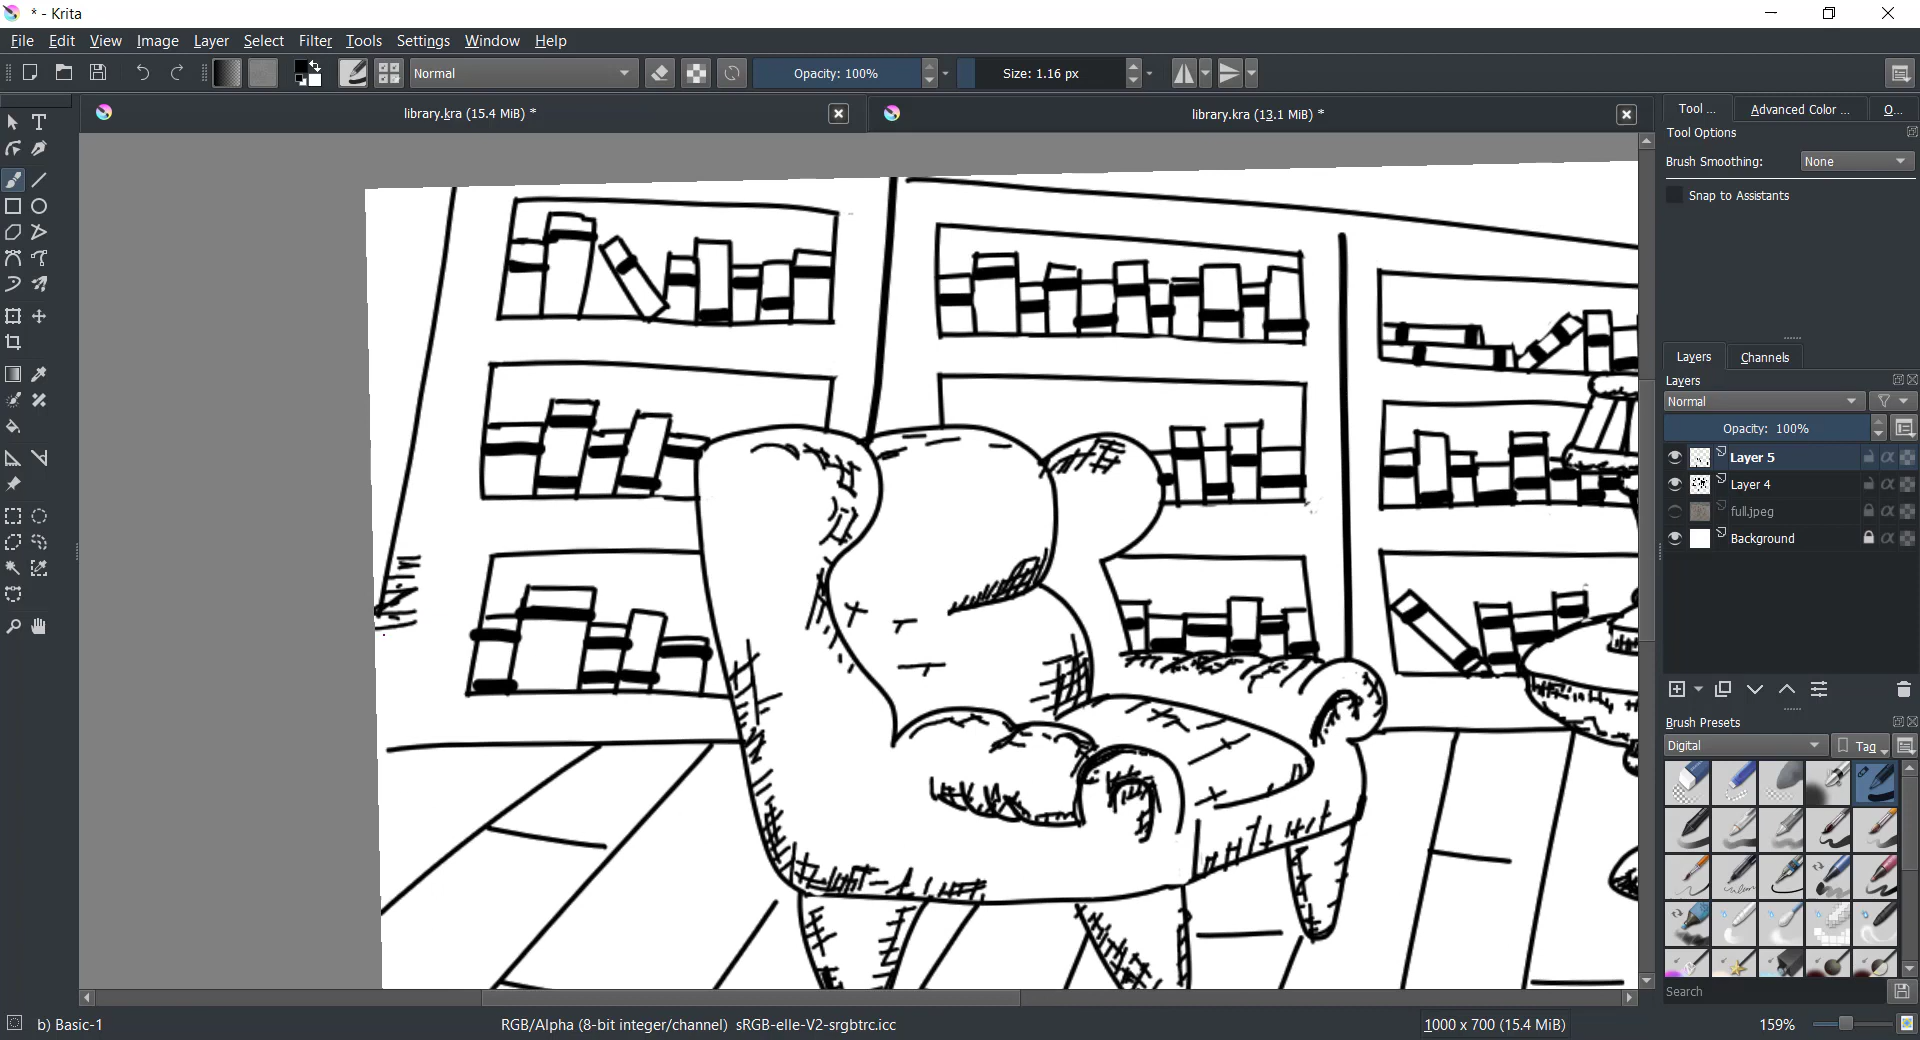 * - Krita
File Edit View Image Layer Select Filter Tools Settings Window Help
Normal Opacity: 100% Size: 1.16 px
library.kra (15.4 MiB) * library.kra (13.1 MiB) *
Tool ... Advanced Color ... O...
Tool Options
Brush Smoothing: None
Snap to Assistants
Layers Channels
Layers
Normal
Opacity: 100%
Layer 5
Layer 4
full.jpeg
Background
Brush Presets
Digital Tag
Search
b) Basic-1 RGB/Alpha (8-bit integer/channel) sRGB-elle-V2-srgbtrc.icc 1000 x 700 (15.4 MiB) 159%